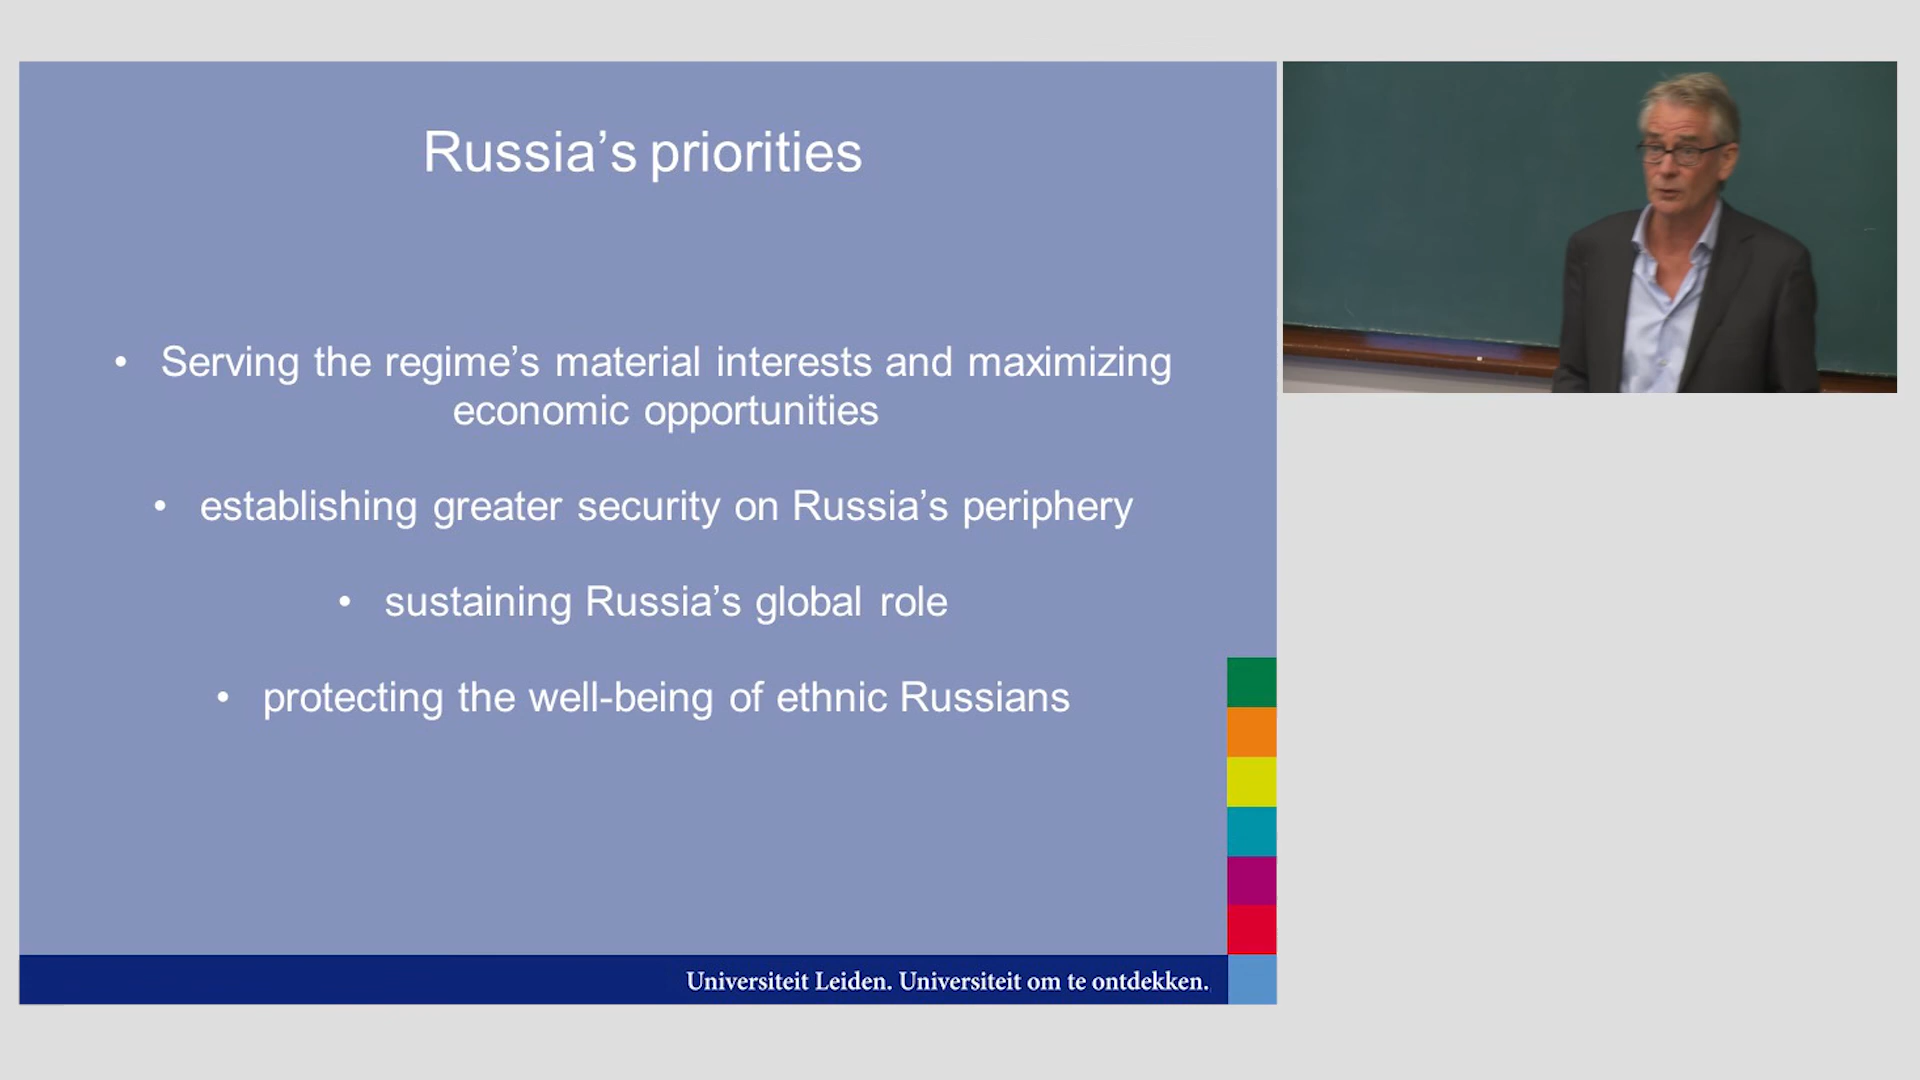 Russia’s priorities
• Serving the regime’s material interests and maximizing
economic opportunities
• establishing greater security on Russia’s periphery
• sustaining Russia’s global role
• protecting the well-being of ethnic Russians
Universiteit Leiden. Universiteit om te ontdekken.